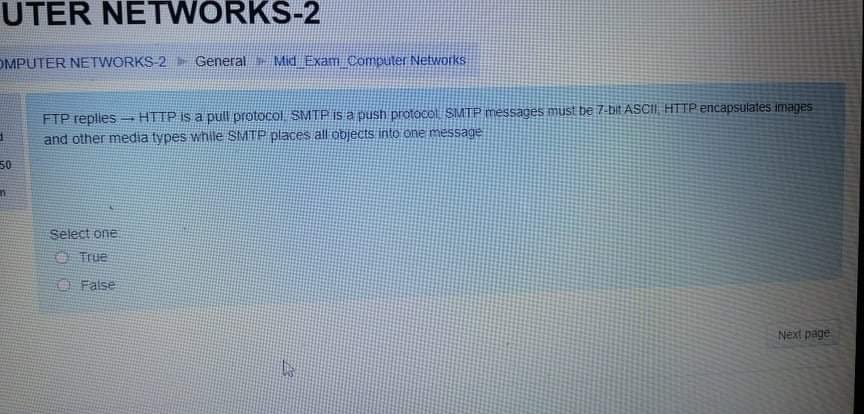 UTER NETWORKS-2
OMPUTER NETWORKS-2 ► General ► Mid_Exam_Computer Networks
FTP replies → HTTP is a pull protocol, SMTP is a push protocol. SMTP messages must be 7-bit ASCII, HTTP encapsulates images
and other media types while SMTP places all objects into one message
50
Select one
True
False
Next page